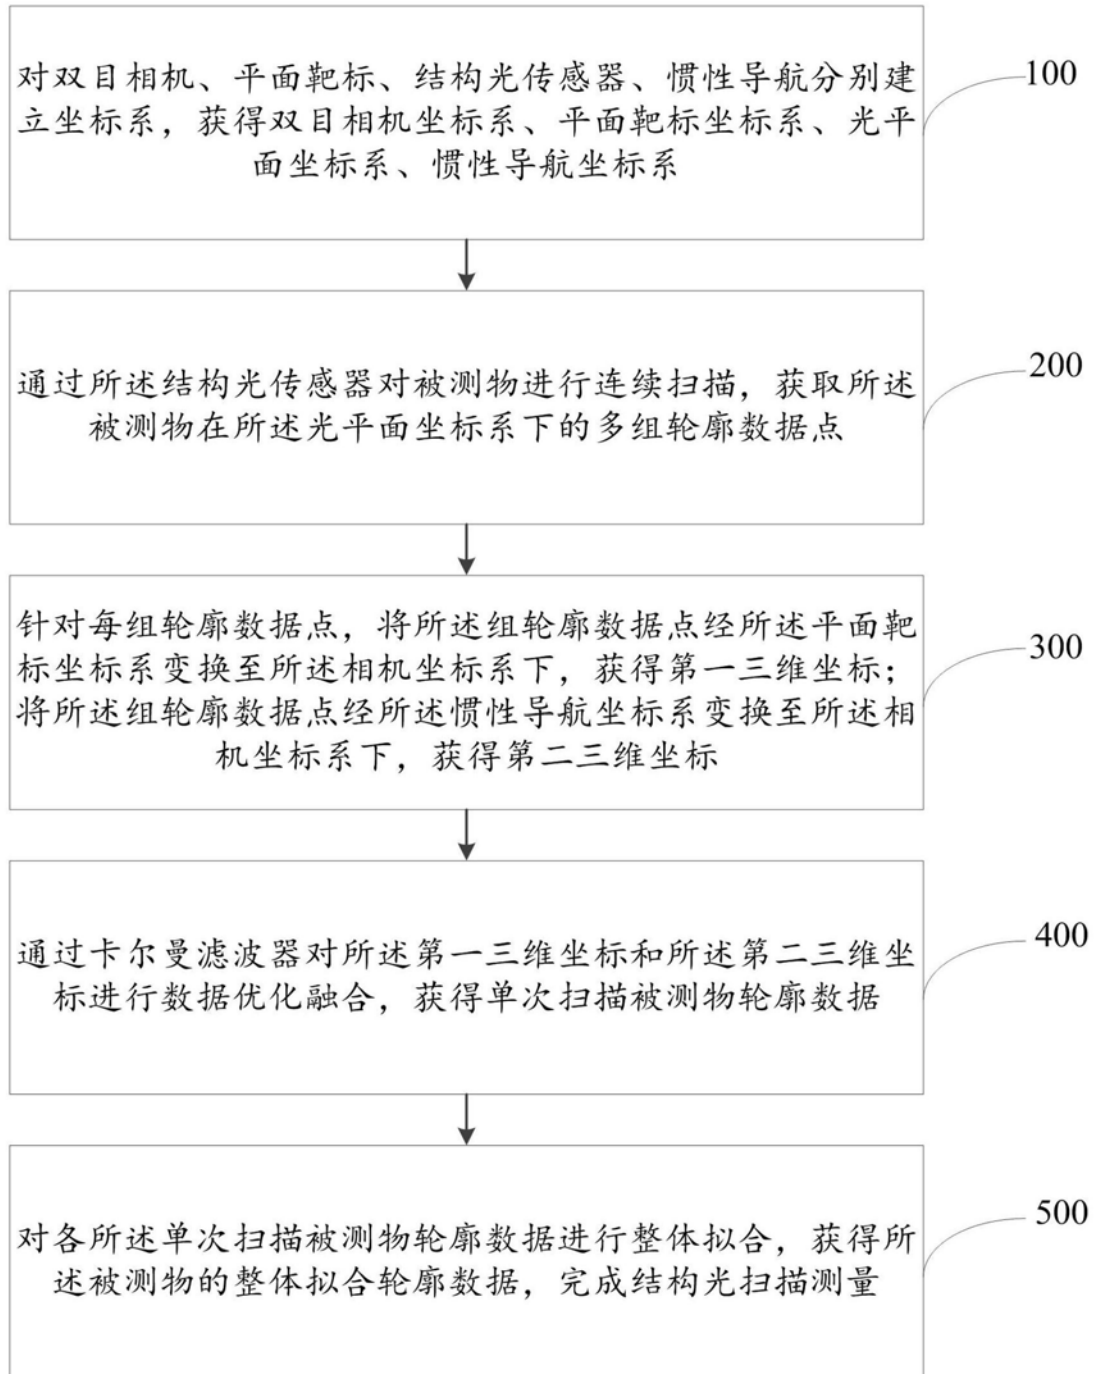 对双目相机、平面靶标、结构光传感器、惯性导航分别建
立坐标系，获得双目相机坐标系、平面靶标坐标系、光平
面坐标系、惯性导航坐标系
100
通过所述结构光传感器对被测物进行连续扫描，获取所述
被测物在所述光平面坐标系下的多组轮廓数据点
200
针对每组轮廓数据点，将所述组轮廓数据点经所述平面靶
标坐标系变换至所述相机坐标系下，获得第一三维坐标；
将所述组轮廓数据点经所述惯性导航坐标系变换至所述相
机坐标系下，获得第二三维坐标
300
通过卡尔曼滤波器对所述第一三维坐标和所述第二三维坐
标进行数据优化融合，获得单次扫描被测物轮廓数据
400
对各所述单次扫描被测物轮廓数据进行整体拟合，获得所
述被测物的整体拟合轮廓数据，完成结构光扫描测量
500